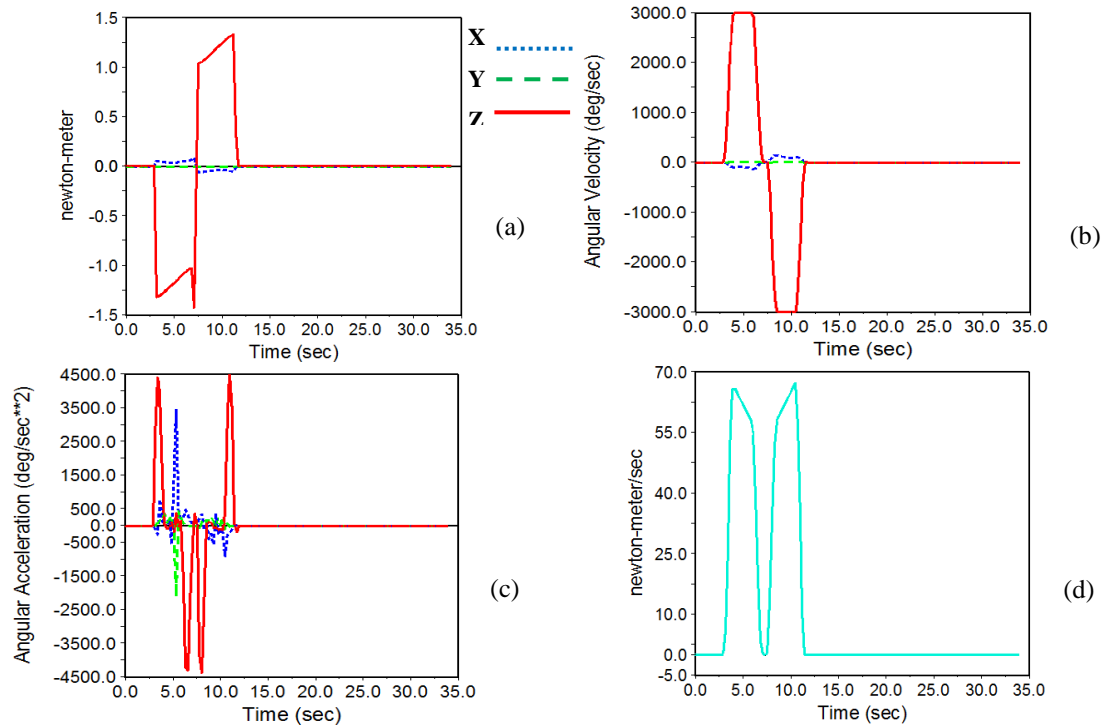 1.5
1.0
0.5
0.0
-0.5
-1.0
-1.5
newton-meter
0.0 5.0 10.0 15.0 20.0 25.0 30.0 35.0
Time (sec)
(a)
X
Y
Z
3000.0
2000.0
1000.0
0.0
-1000.0
-2000.0
-3000.0
Angular Velocity (deg/sec)
0.0 5.0 10.0 15.0 20.0 25.0 30.0 35.0
Time (sec)
(b)
4500.0
3500.0
2500.0
1500.0
500.0
0.0
-500.0
-1500.0
-2500.0
-3500.0
-4500.0
Angular Acceleration (deg/sec**2)
0.0 5.0 10.0 15.0 20.0 25.0 30.0 35.0
Time (sec)
(c)
70.0
55.0
40.0
25.0
10.0
0.0
-5.0
newton-meter/sec
0.0 5.0 10.0 15.0 20.0 25.0 30.0 35.0
Time (sec)
(d)